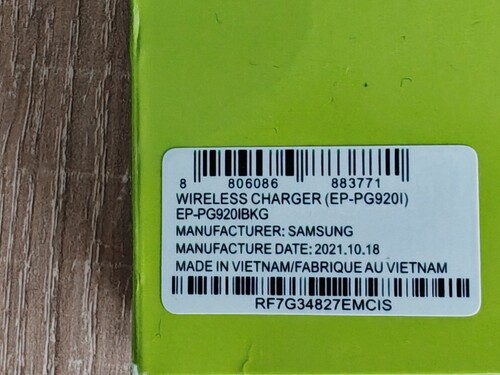 8 806086 883771
WIRELESS CHARGER (EP-PG920I)
EP-PG920IBKG
MANUFACTURER: SAMSUNG
MANUFACTURE DATE: 2021.10.18
MADE IN VIETNAM/FABRIQUE AU VIETNAM
RF7G34827EMCIS